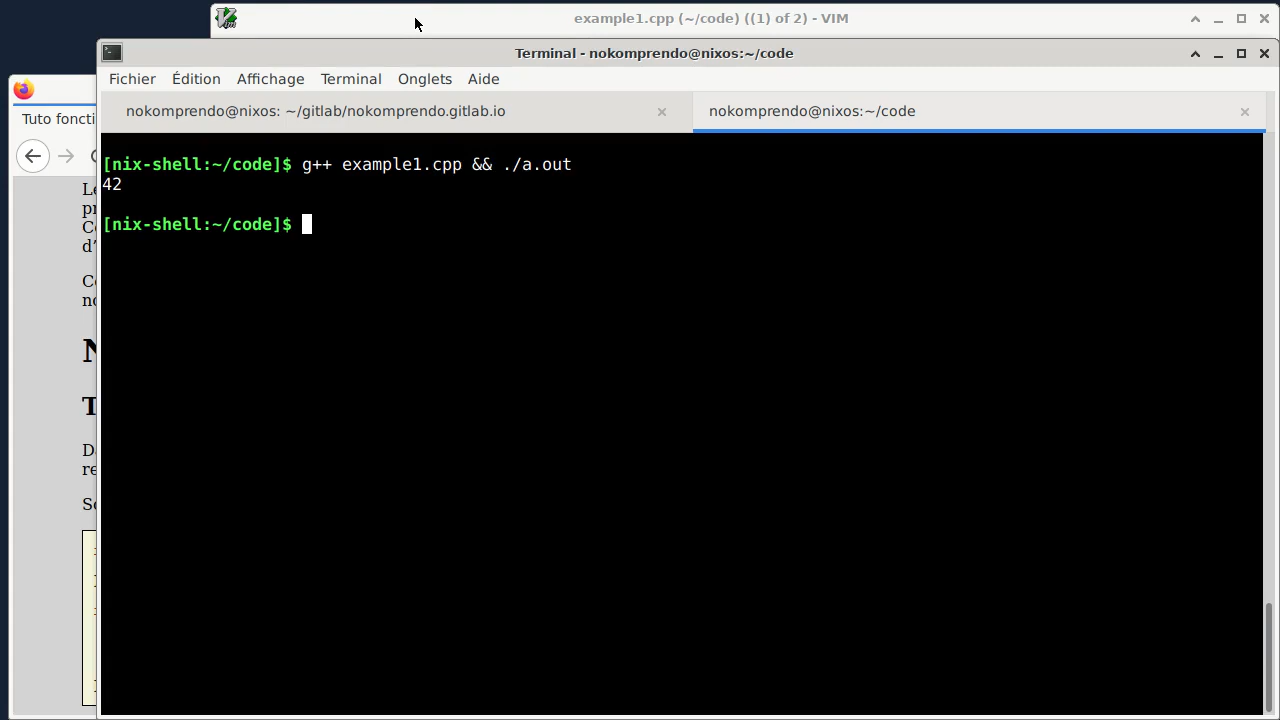 example1.cpp (~/code) ((1) of 2) - VIM
Terminal - nokomprendo@nixos:~/code
Fichier Édition Affichage Terminal Onglets Aide
nokomprendo@nixos: ~/gitlab/nokomprendo.gitlab.io
nokomprendo@nixos:~/code
Tuto foncti
[nix-shell:~/code]$ g++ example1.cpp && ./a.out
42
[nix-shell:~/code]$